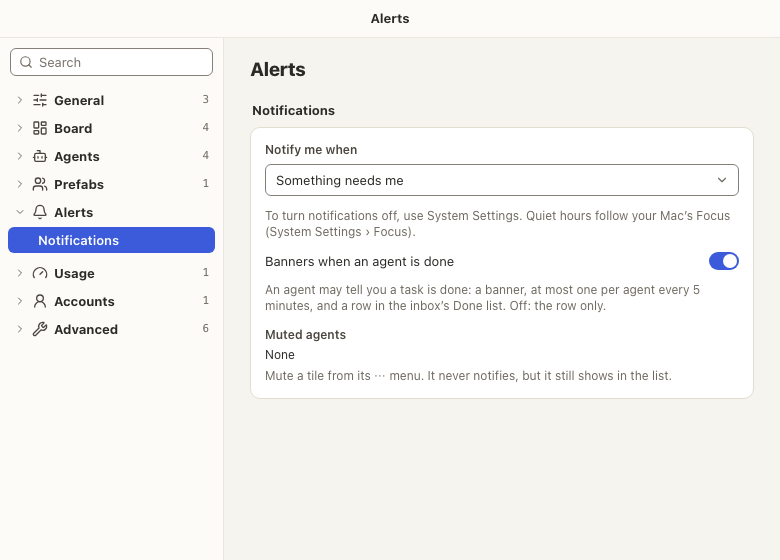 Alerts
Search
General 3
Board 4
Agents 4
Prefabs 1
Alerts
Notifications
Usage 1
Accounts 1
Advanced 6
Alerts
Notifications
Notify me when
Something needs me
To turn notifications off, use System Settings. Quiet hours follow your Mac’s Focus
(System Settings › Focus).
Banners when an agent is done
An agent may tell you a task is done: a banner, at most one per agent every 5
minutes, and a row in the inbox’s Done list. Off: the row only.
Muted agents
None
Mute a tile from its ··· menu. It never notifies, but it still shows in the list.